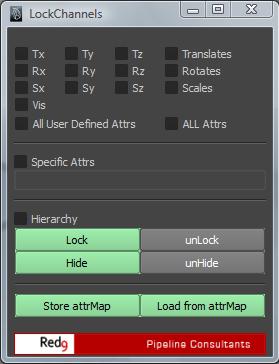 LockChannels
Tx Ty Tz Translates
Rx Ry Rz Rotates
Sx Sy Sz Scales
Vis
All User Defined Attrs ALL Attrs
Specific Attrs
Hierarchy
Lock unLock
Hide unHide
Store attrMap Load from attrMap
Red9 Pipeline Consultants